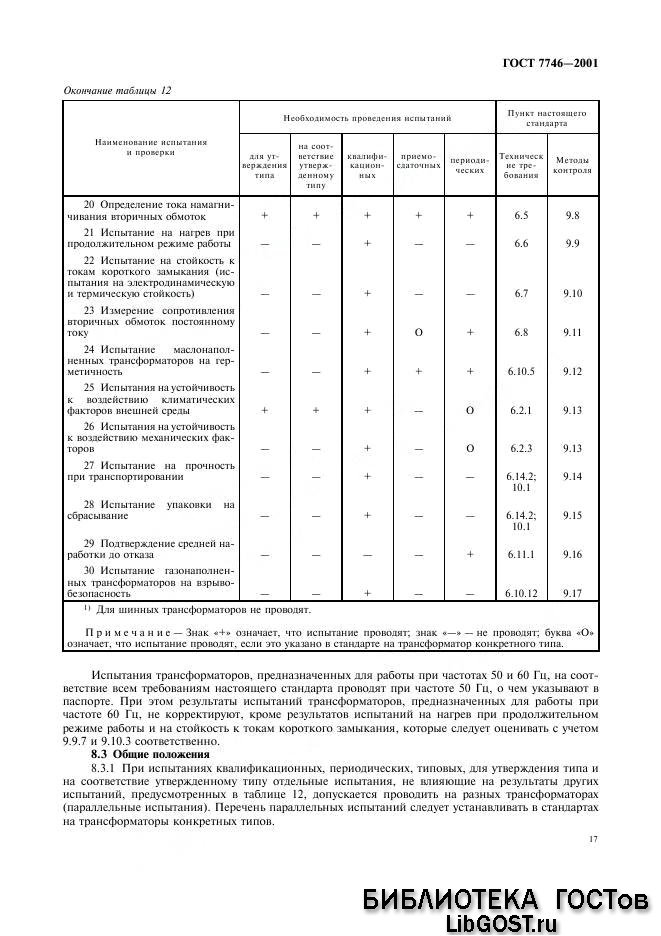 ГОСТ 7746—2001
Окончание таблицы 12
Наименование испытания
и проверки
Необходимость проведения испытаний
Пункт настоящего
стандарта
для ут-
верждения
типа
на соот-
ветствие
утверж-
денному
типу
квалифи-
кацион-
ных
приемо-
сдаточных
периоди-
ческих
Техническ
ие тре-
бования
Методы
контроля
20 Определение тока намагни-
чивания вторичных обмоток + + + + + 6.5 9.8
21 Испытание на нагрев при
продолжительном режиме работы — — + — — 6.6 9.9
22 Испытание на стойкость к
токам короткого замыкания (ис-
пытания на электродинамическую
и термическую стойкость) — — + — — 6.7 9.10
23 Измерение сопротивления
вторичных обмоток постоянному
току — — + О + 6.8 9.11
24 Испытание маслонапол-
ненных трансформаторов на гер-
метичность — — + + + 6.10.5 9.12
25 Испытания на устойчивость
к воздействию климатических
факторов внешней среды + + + — О 6.2.1 9.13
26 Испытания на устойчивость
к воздействию механических фак-
торов — — + — О 6.2.3 9.13
27 Испытание на прочность
при транспортировании — — + — — 6.14.2; 9.14
10.1
28 Испытание упаковки на
сбрасывание — — + — — 6.14.2; 9.15
10.1
29 Подтверждение средней на-
работки до отказа — — — — + 6.11.1 9.16
30 Испытание газонаполнен-
ных трансформаторов на взрыво-
безопасность — — + — — 6.10.12 9.17
1) Для шинных трансформаторов не проводят.
Примечание — Знак «+» означает, что испытание проводят; знак «—» — не проводят; буква «О»
означает, что испытание проводят, если это указано в стандарте на трансформатор конкретного типа.
Испытания трансформаторов, предназначенных для работы при частотах 50 и 60 Гц, на соот-
ветствие всем требованиям настоящего стандарта проводят при частоте 50 Гц, о чем указывают в
паспорте. При этом результаты испытаний трансформаторов, предназначенных для работы при
частоте 60 Гц, не корректируют, кроме результатов испытаний на нагрев при продолжительном
режиме работы и на стойкость к токам короткого замыкания, которые следует оценивать с учетом
9.9.7 и 9.10.3 соответственно.
8.3 Общие положения
8.3.1 При испытаниях квалификационных, периодических, типовых, для утверждения типа и
на соответствие утвержденному типу отдельные испытания, не влияющие на результаты других
испытаний, предусмотренных в таблице 12, допускается проводить на разных трансформаторах
(параллельные испытания). Перечень параллельных испытаний следует устанавливать в стандартах
на трансформаторы конкретных типов.
17
БИБЛИОТЕКА ГОСТов
LibGOST.ru